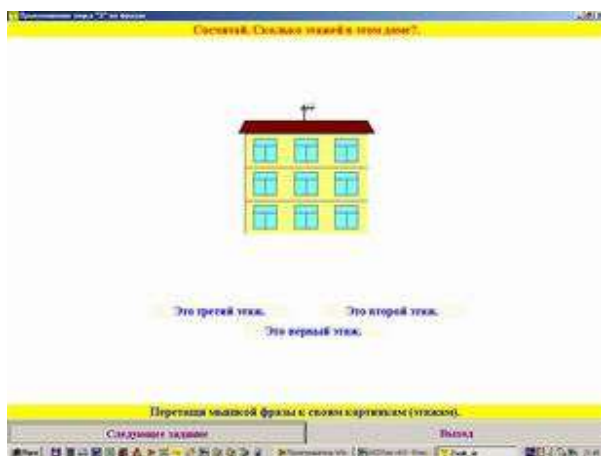 Сосчитай. Сколько этажей в этом доме?.
Это третий этаж. Это второй этаж.
Это первый этаж.
Перетащи мышкой фразы к своим картинкам (этажам).
Следующее задание Выход